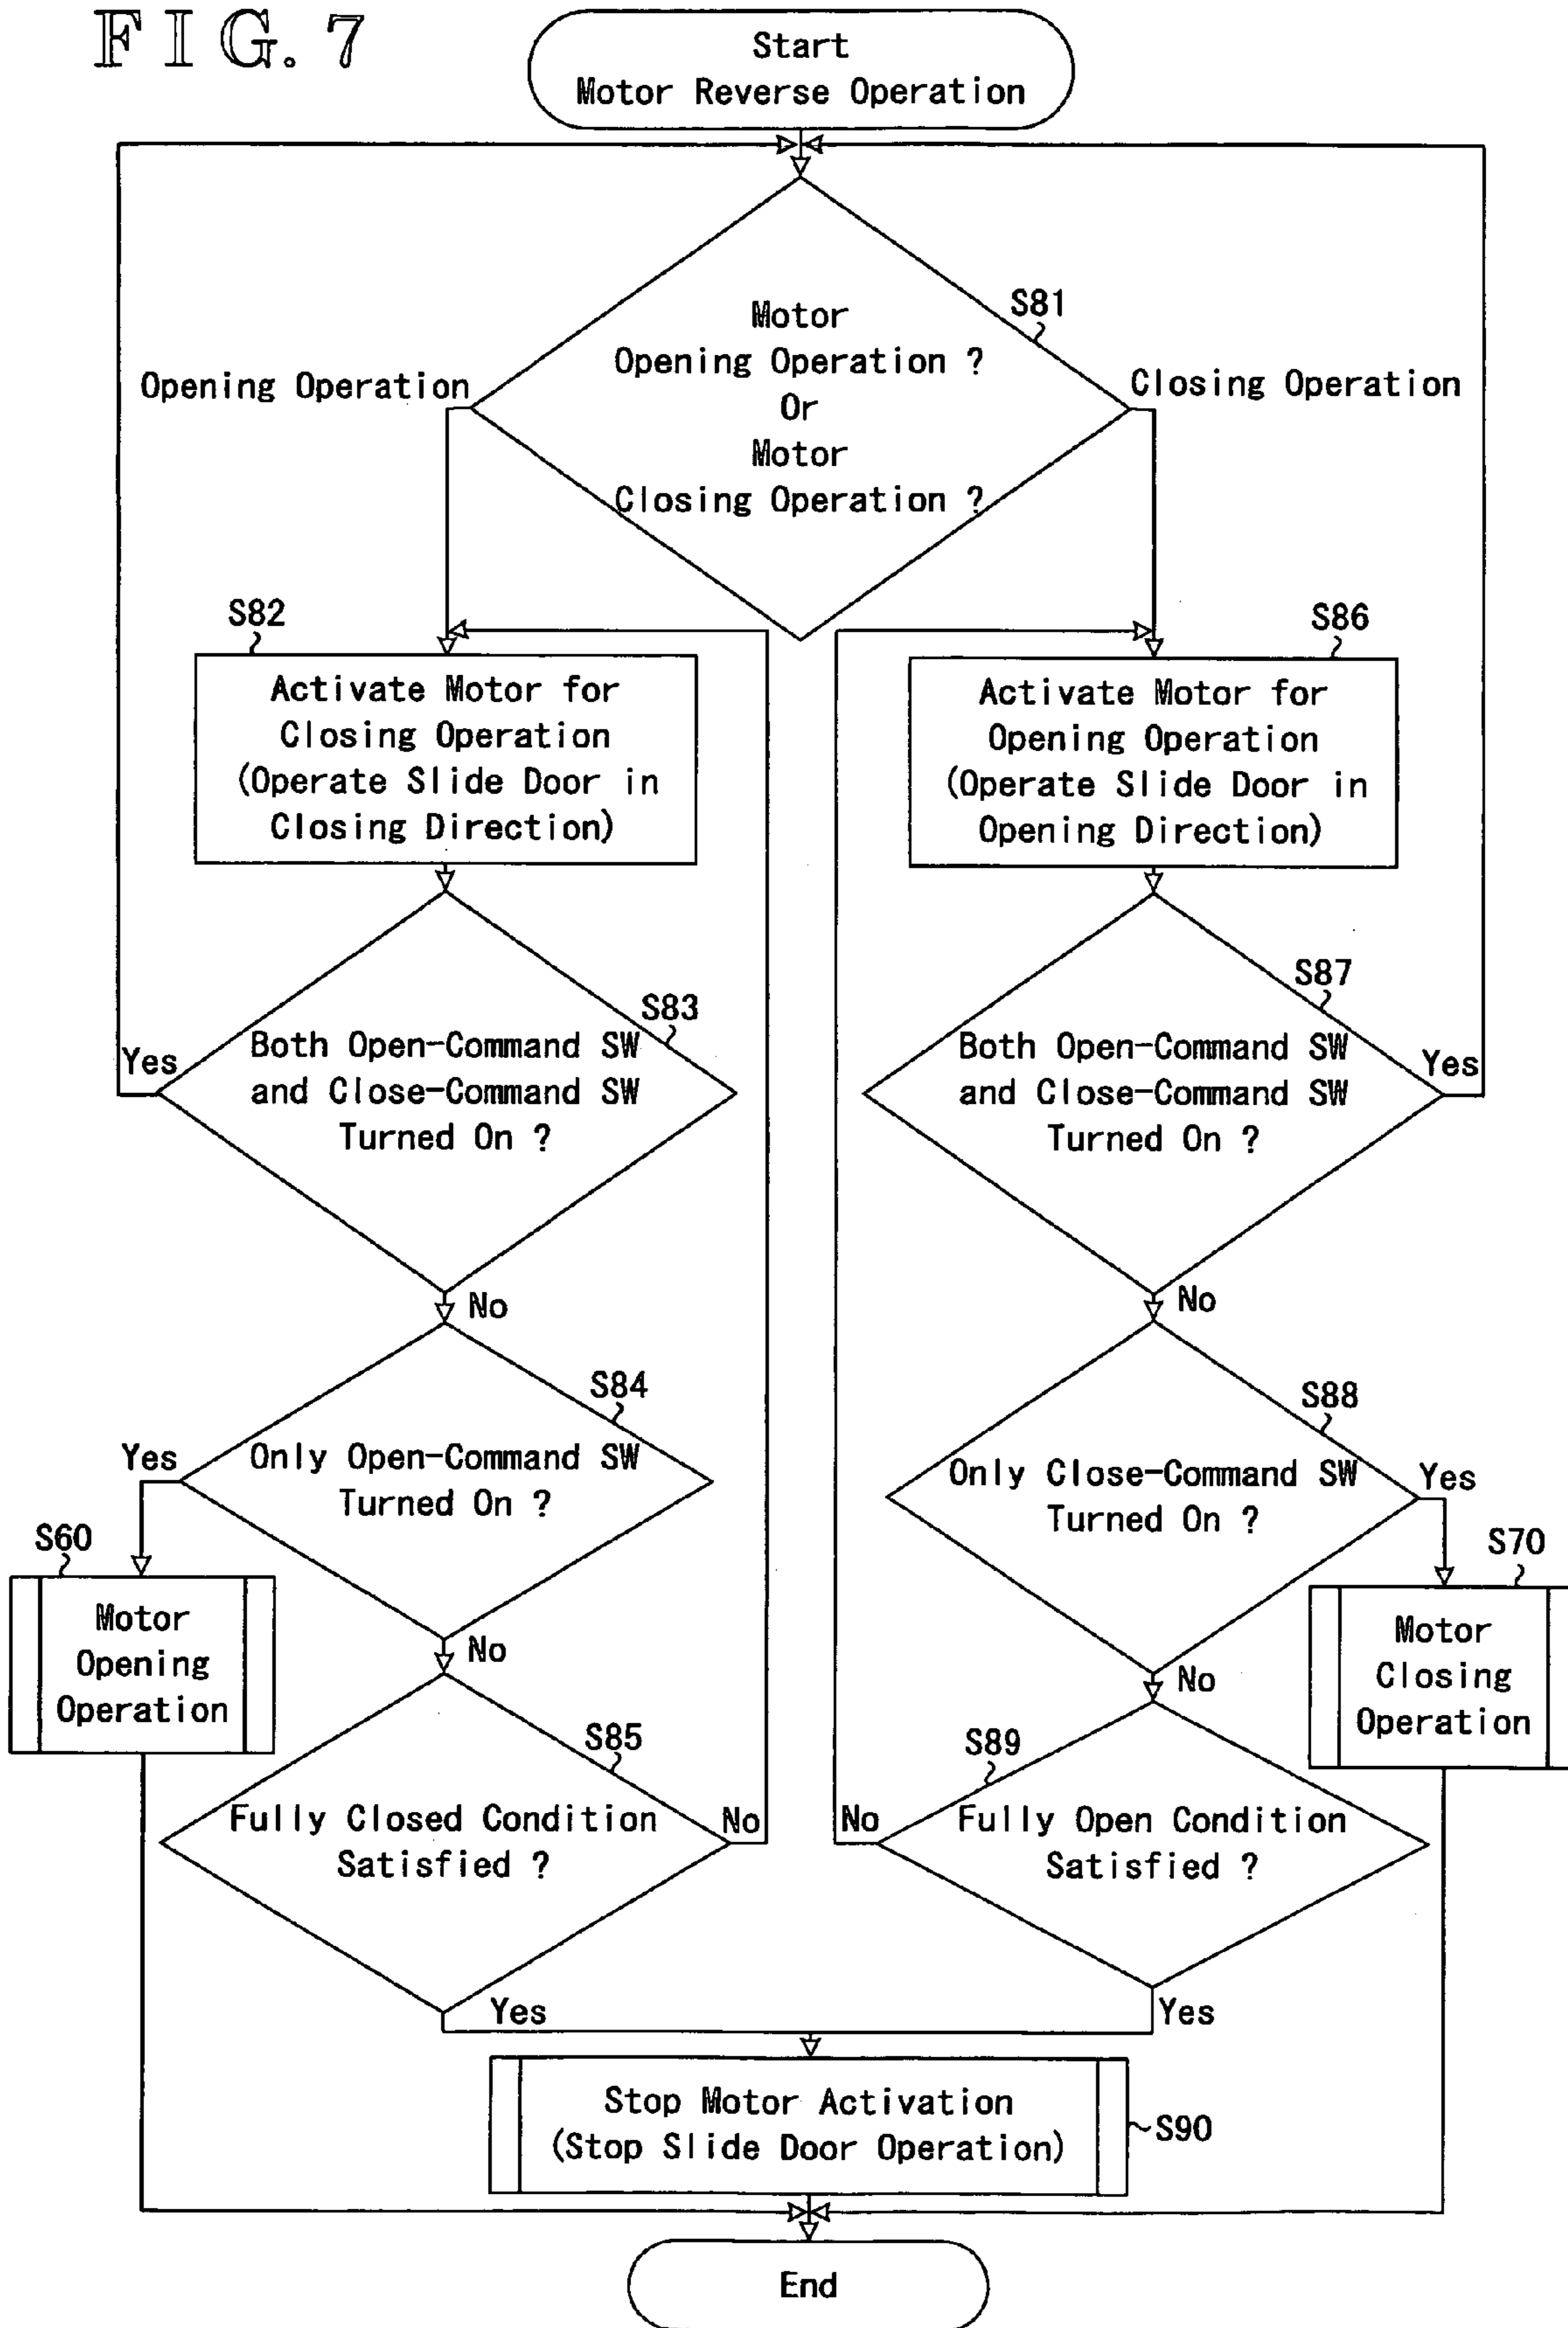 FIG. 7
Start
Motor Reverse Operation
S81
Motor
Opening Operation ?
Or
Motor
Closing Operation ?
Opening Operation
Closing Operation
S82
Activate Motor for
Closing Operation
(Operate Slide Door in
Closing Direction)
S86
Activate Motor for
Opening Operation
(Operate Slide Door in
Opening Direction)
S83
Both Open-Command SW
and Close-Command SW
Turned On ?
Yes
No
S87
Both Open-Command SW
and Close-Command SW
Turned On ?
Yes
No
S84
Only Open-Command SW
Turned On ?
Yes
No
S88
Only Close-Command SW
Turned On ?
Yes
No
S60
Motor
Opening
Operation
S70
Motor
Closing
Operation
S85
Fully Closed Condition
Satisfied ?
No
Yes
S89
Fully Open Condition
Satisfied ?
No
Yes
Stop Motor Activation
(Stop Slide Door Operation)
S90
End